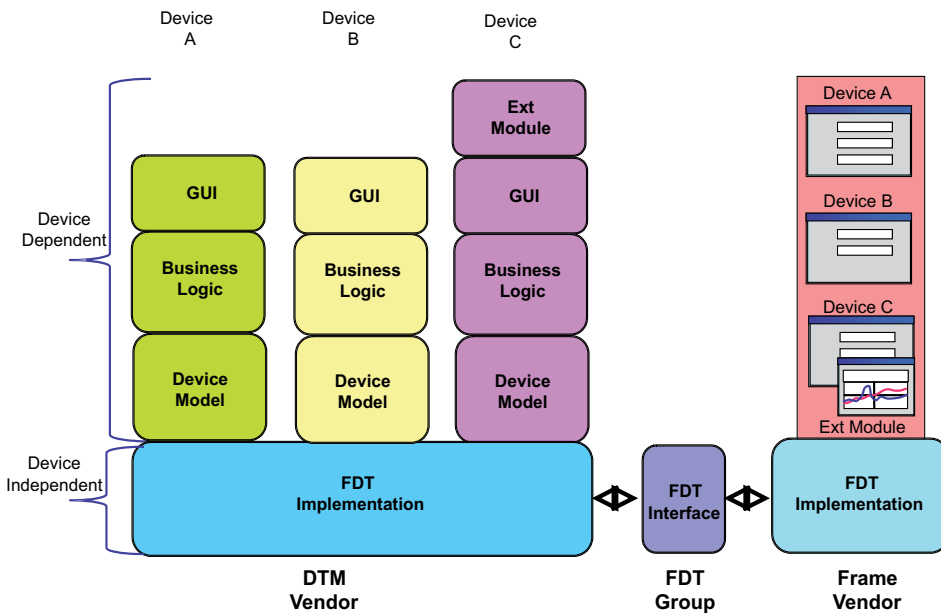 Device
A
Device
B
Device
C
Ext
Module
GUI
GUI
GUI
Device
Dependent
Business
Logic
Business
Logic
Business
Logic
Device
Model
Device
Model
Device
Model
Device
Independent
FDT
Implementation
FDT
Interface
FDT
Implementation
Device A
Device B
Device C
Ext Module
DTM
Vendor
FDT
Group
Frame
Vendor